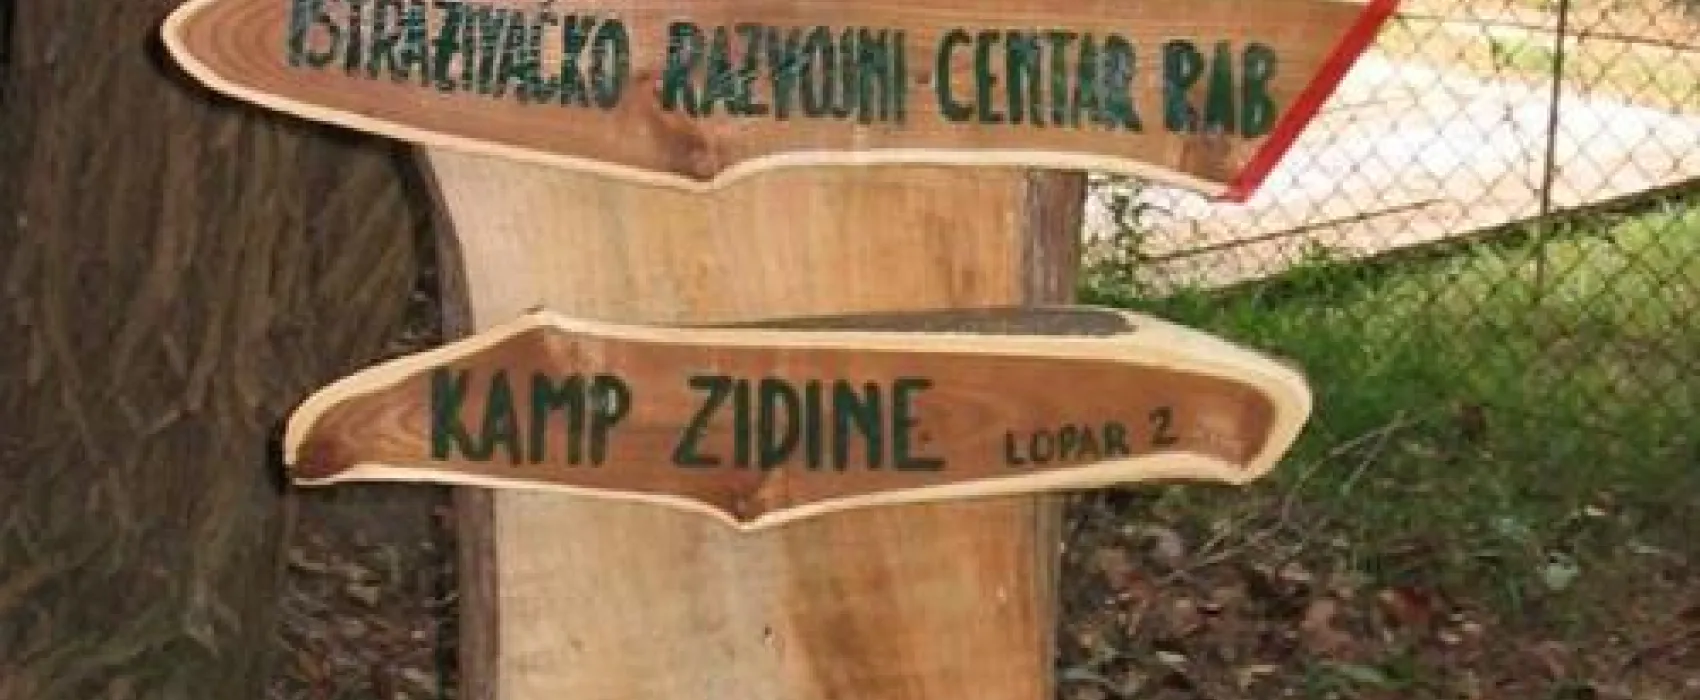 ISTRAŽIVAČKO RAZVOJNI CENTAR RAB
KAMP ZIDINE LOPAR 2